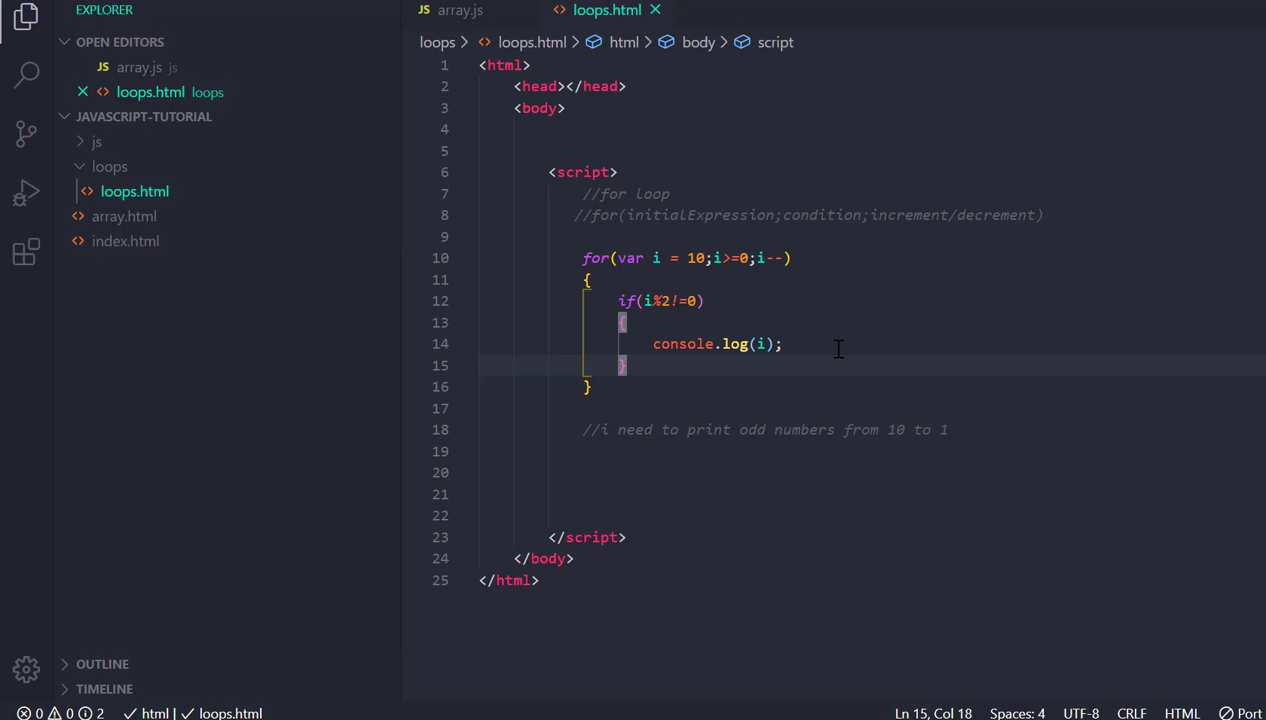 EXPLORER
OPEN EDITORS
JS array.js js
loops.html loops
JAVASCRIPT-TUTORIAL
js
loops
loops.html
array.html
index.html
OUTLINE
TIMELINE
JS array.js
<> loops.html ×
loops > <> loops.html > html > body > script
1 <html>
2     <head></head>
3     <body>
4
5
6         <script>
7             //for loop
8            //for(initialExpression;condition;increment/decrement)
9
10             for(var i = 10;i>=0;i--)
11             {
12                 if(i%2!=0)
13                 {
14                     console.log(i);
15                 }
16             }
17
18             //i need to print odd numbers from 10 to 1
19
20
21
22
23         </script>
24     </body>
25 </html>
0 0 2 ✓ html | ✓ loops.html
Ln 15, Col 18 Spaces: 4 UTF-8 CRLF HTML Port